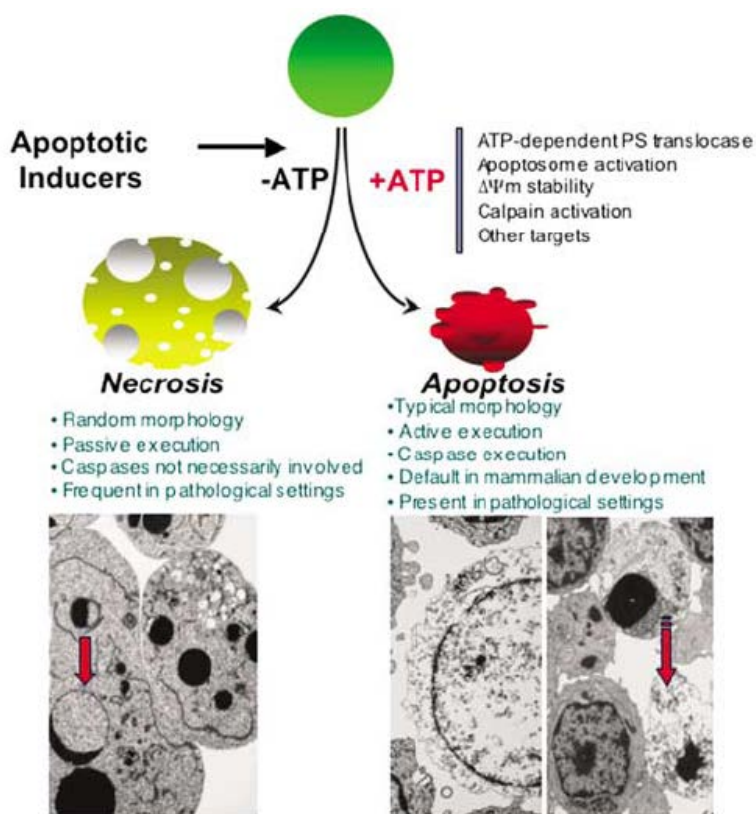 Apoptotic
Inducers
-ATP
+ATP
ATP-dependent PS translocase
Apoptosome activation
ΔΨm stability
Calpain activation
Other targets
Necrosis
• Random morphology
• Passive execution
• Caspases not necessarily involved
• Frequent in pathological settings
Apoptosis
• Typical morphology
• Active execution
• Caspase execution
• Default in mammalian development
• Present in pathological settings